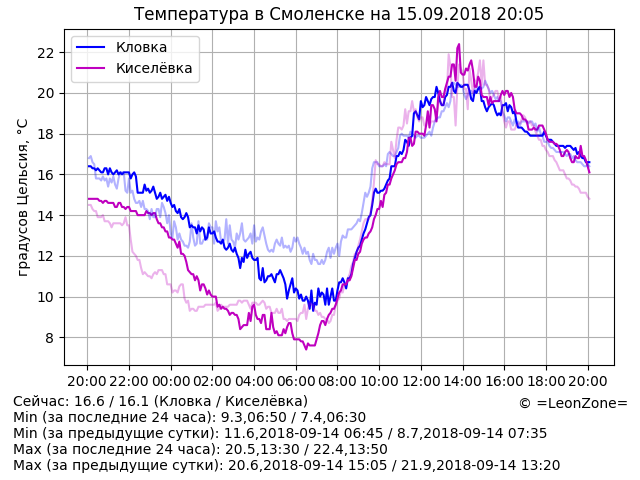 Температура в Смоленске на 15.09.2018 20:05
Кловка
Киселёвка
градусов Цельсия, °C
22
20
18
16
14
12
10
8
20:00 22:00 00:00 02:00 04:00 06:00 08:00 10:00 12:00 14:00 16:00 18:00 20:00
Сейчас: 16.6 / 16.1 (Кловка / Киселёвка)
© =LeonZone=
Min (за последние 24 часа): 9.3,06:50 / 7.4,06:30
Min (за предыдущие сутки): 11.6,2018-09-14 06:45 / 8.7,2018-09-14 07:35
Max (за последние 24 часа): 20.5,13:30 / 22.4,13:50
Max (за предыдущие сутки): 20.6,2018-09-14 15:05 / 21.9,2018-09-14 13:20